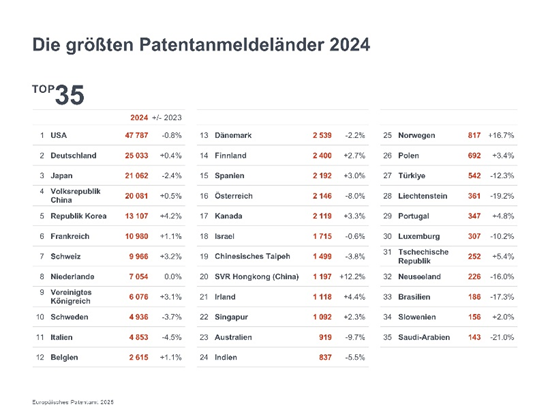 Die größten Patentanmeldeländer 2024
TOP35
2024 +/- 2023
1 USA 47 787 -0.8%
2 Deutschland 25 033 +0.4%
3 Japan 21 062 -2.4%
4 Volksrepublik
China 20 081 +0.5%
5 Republik Korea 13 107 +4.2%
6 Frankreich 10 980 +1.1%
7 Schweiz 9 966 +3.2%
8 Niederlande 7 054 0.0%
9 Vereinigtes
Königreich 6 076 +3.1%
10 Schweden 4 936 -3.7%
11 Italien 4 853 -4.5%
12 Belgien 2 615 +1.1%
13 Dänemark 2 539 -2.2%
14 Finnland 2 400 +2.7%
15 Spanien 2 192 +3.0%
16 Österreich 2 146 -8.0%
17 Kanada 2 119 +3.3%
18 Israel 1 715 -0.6%
19 Chinesisches Taipeh 1 499 -3.8%
20 SVR Hongkong (China) 1 197 +12.2%
21 Irland 1 118 +4.4%
22 Singapur 1 092 +2.3%
23 Australien 919 -9.7%
24 Indien 837 -5.5%
25 Norwegen 817 +16.7%
26 Polen 692 +3.4%
27 Türkiye 542 -12.3%
28 Liechtenstein 361 -19.2%
29 Portugal 347 +4.8%
30 Luxemburg 307 -10.2%
31 Tschechische
Republik 252 +5.4%
32 Neuseeland 226 -16.0%
33 Brasilien 186 -17.3%
34 Slowenien 156 +2.0%
35 Saudi-Arabien 143 -21.0%
Europäisches Patentamt, 2025